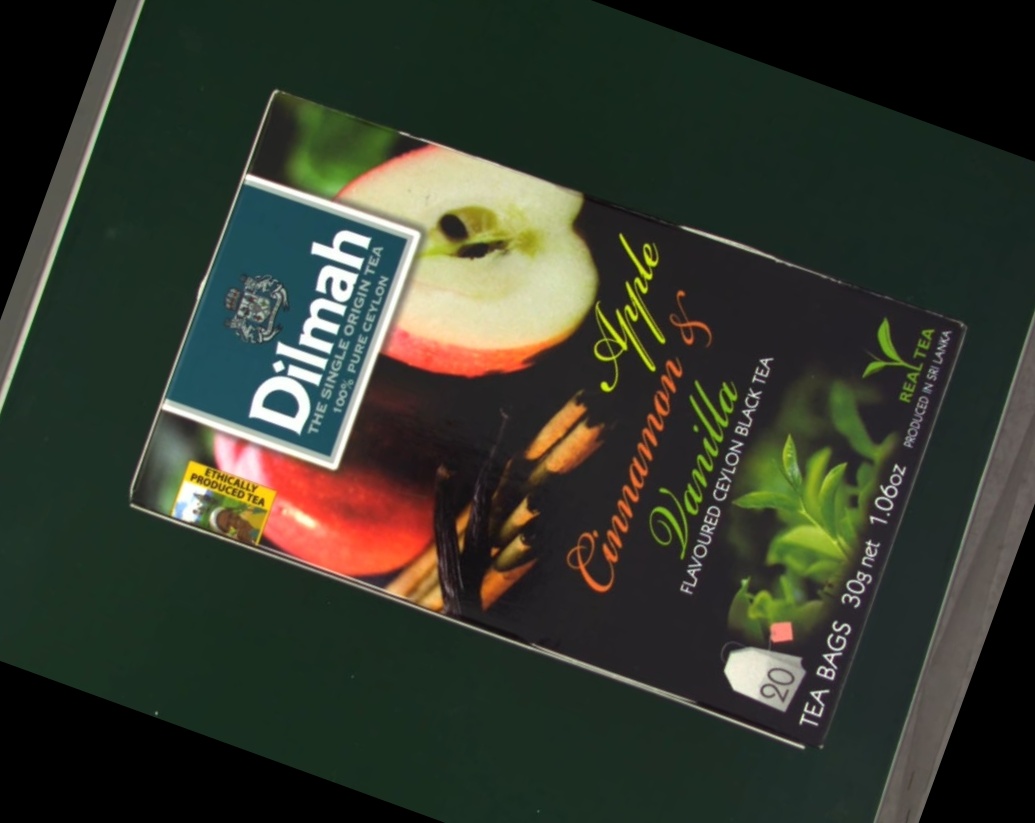 Dilmah
THE SINGLE ORIGIN TEA
100% PURE CEYLON
ETHICALLY
PRODUCED TEA
Apple
Cinnamon &
Vanilla
FLAVOURED CEYLON BLACK TEA
REAL TEA
PRODUCED IN SRI LANKA
20
TEA BAGS 30g net 1.06oz